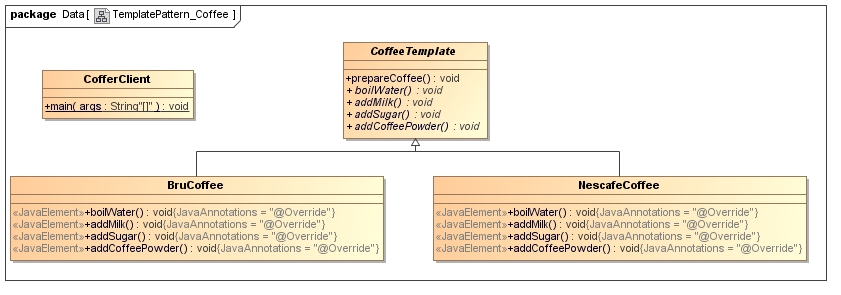 package Data [ TemplatePattern_Coffee ]
CoffeeTemplate
+prepareCoffee() : void
+ boilWater() : void
+ addMilk() : void
+ addSugar() : void
+ addCoffeePowder() : void
CofferClient
+main( args : String"[]" ) : void
BruCoffee
«JavaElement»+boilWater() : void{JavaAnnotations = "@Override"}
«JavaElement»+addMilk() : void{JavaAnnotations = "@Override"}
«JavaElement»+addSugar() : void{JavaAnnotations = "@Override"}
«JavaElement»+addCoffeePowder() : void{JavaAnnotations = "@Override"}
NescafeCoffee
«JavaElement»+boilWater() : void{JavaAnnotations = "@Override"}
«JavaElement»+addMilk() : void{JavaAnnotations = "@Override"}
«JavaElement»+addSugar() : void{JavaAnnotations = "@Override"}
«JavaElement»+addCoffeePowder() : void{JavaAnnotations = "@Override"}